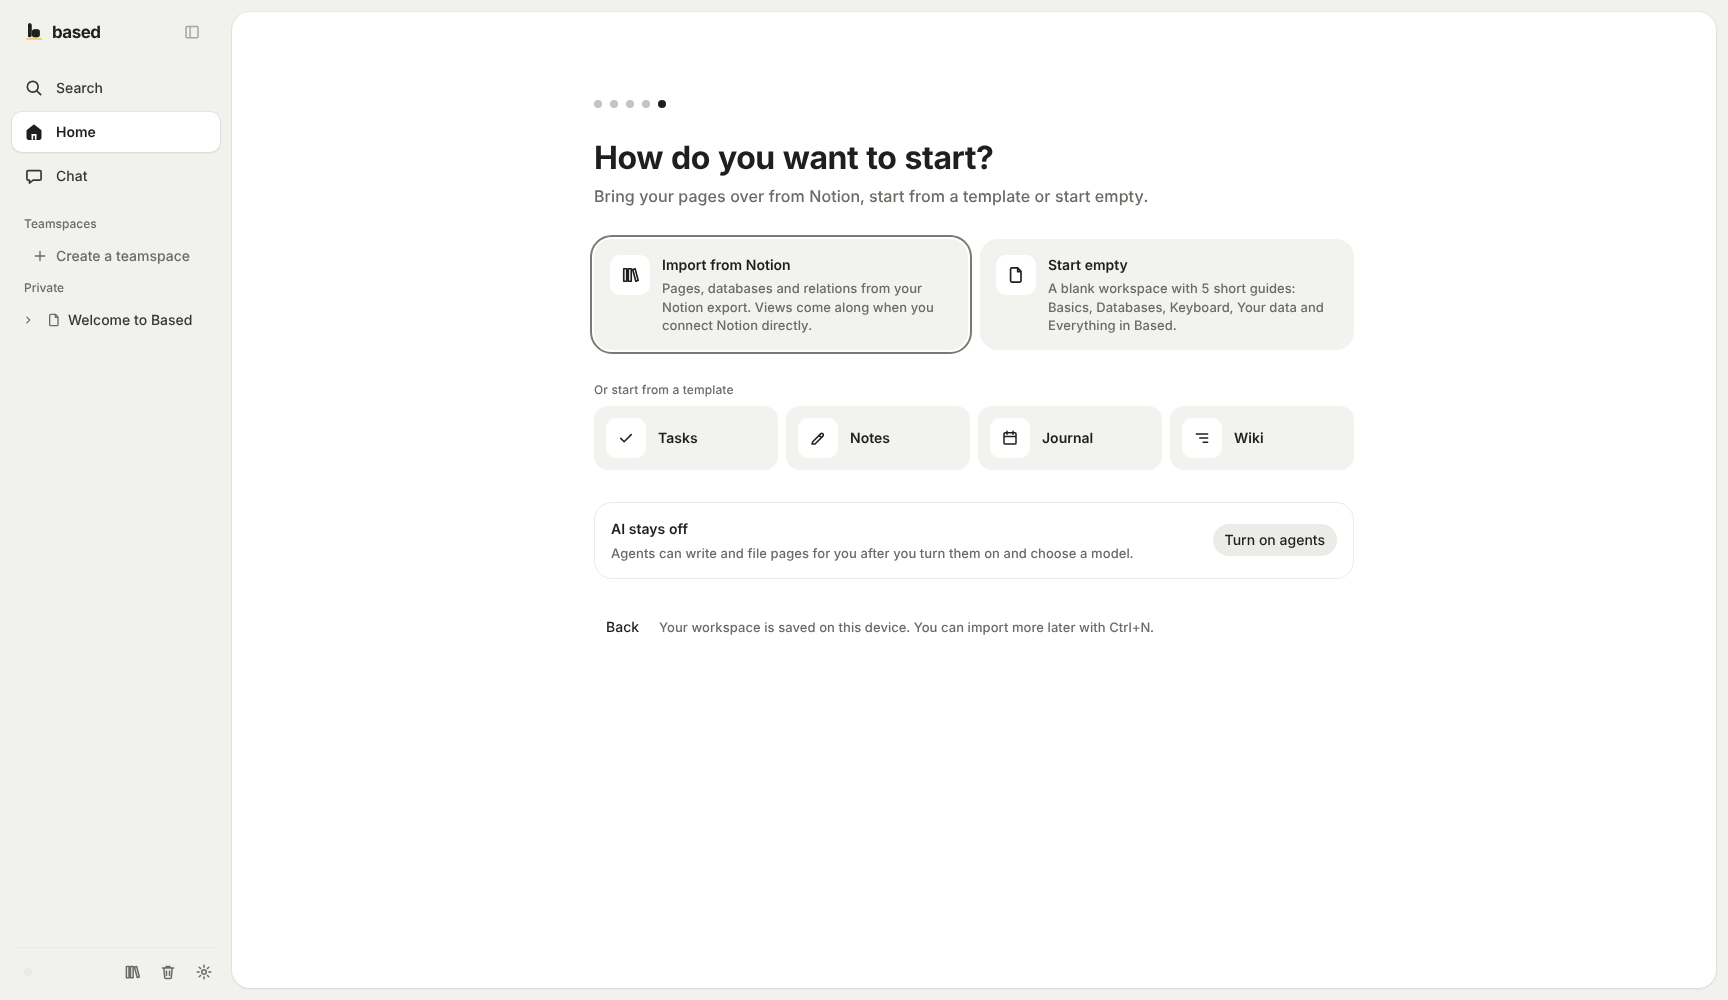 based
Search
Home
Chat
Teamspaces
Create a teamspace
Private
Welcome to Based
How do you want to start?
Bring your pages over from Notion, start from a template or start empty.
Import from Notion
Pages, databases and relations from your
Notion export. Views come along when you
connect Notion directly.
Start empty
A blank workspace with 5 short guides:
Basics, Databases, Keyboard, Your data and
Everything in Based.
Or start from a template
Tasks
Notes
Journal
Wiki
AI stays off
Agents can write and file pages for you after you turn them on and choose a model.
Turn on agents
Back
Your workspace is saved on this device. You can import more later with Ctrl+N.